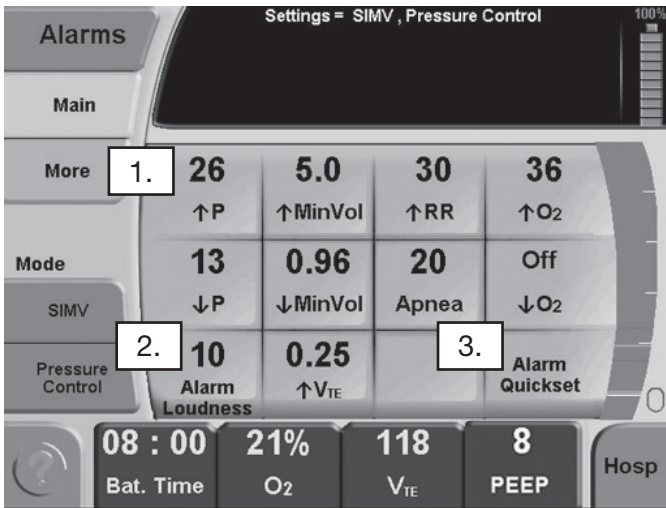 Settings = SIMV , Pressure Control
100%
Alarms
Main
More
1.
26
5.0
30
36
↑P
↑MinVol
↑RR
↑O2
Mode
13
0.96
20
Off
↓P
↓MinVol
Apnea
↓O2
SIMV
2.
10
0.25
3.
Alarm
Loudness
↑VTE
Alarm
Quickset
Pressure
Control
0
?
08 : 00
21%
118
8
Bat. Time
O2
VTE
PEEP
Hosp